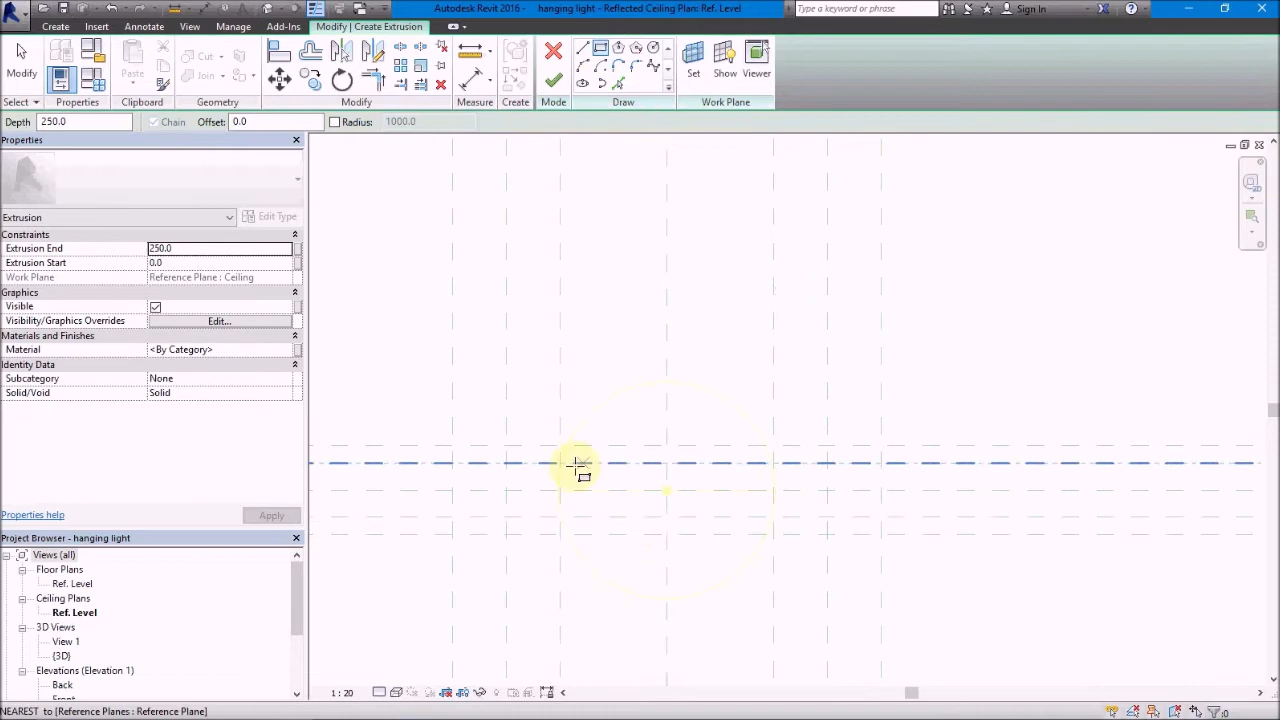 Autodesk Revit 2016 - hanging light - Reflected Ceiling Plan: Ref. Level
Type a keyword or phrase
Sign In
Create Insert Annotate View Manage Add-Ins Modify | Create Extrusion
Modify
Paste
Cut
Join
Create
Set Show Viewer
Select Properties Clipboard Geometry Modify Measure Create Mode Draw Work Plane
Depth 250.0 Chain Offset: 0.0 Radius: 1000.0
Properties
Extrusion Edit Type
Constraints
Extrusion End 250.0
Extrusion Start 0.0
Work Plane Reference Plane : Ceiling
Graphics
Visible
Visibility/Graphics Overrides Edit...
Materials and Finishes
Material <By Category>
Identity Data
Subcategory None
Solid/Void Solid
Properties help Apply
Project Browser - hanging light
Views (all)
Floor Plans
Ref. Level
Ceiling Plans
Ref. Level
3D Views
View 1
{3D}
Elevations (Elevation 1)
Back
Front
1 : 20
NEAREST to [Reference Planes : Reference Plane]
:0